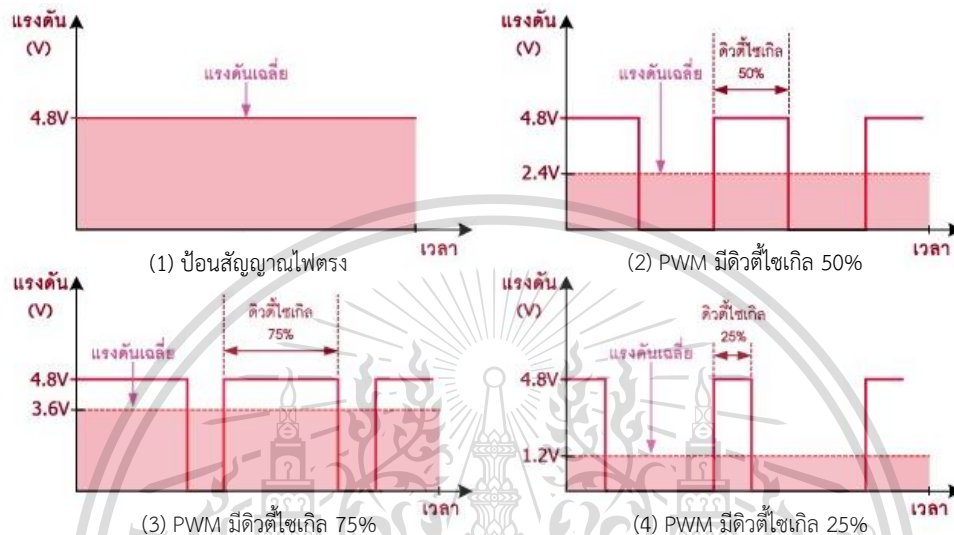 แรงดัน
(V)
แรงดันเฉลี่ย
4.8V
เวลา
(1) ป้อนสัญญาณไฟตรง
แรงดัน
(V)
ดิวตี้ไซเกิล
50%
แรงดันเฉลี่ย
4.8V
2.4V
เวลา
(2) PWM มีดิวตี้ไซเกิล 50%
แรงดัน
(V)
ดิวตี้ไซเกิล
75%
แรงดันเฉลี่ย
4.8V
3.6V
เวลา
(3) PWM มีดิวตี้ไซเกิล 75%
แรงดัน
(V)
ดิวตี้ไซเกิล
25%
แรงดันเฉลี่ย
4.8V
1.2V
เวลา
(4) PWM มีดิวตี้ไซเกิล 25%